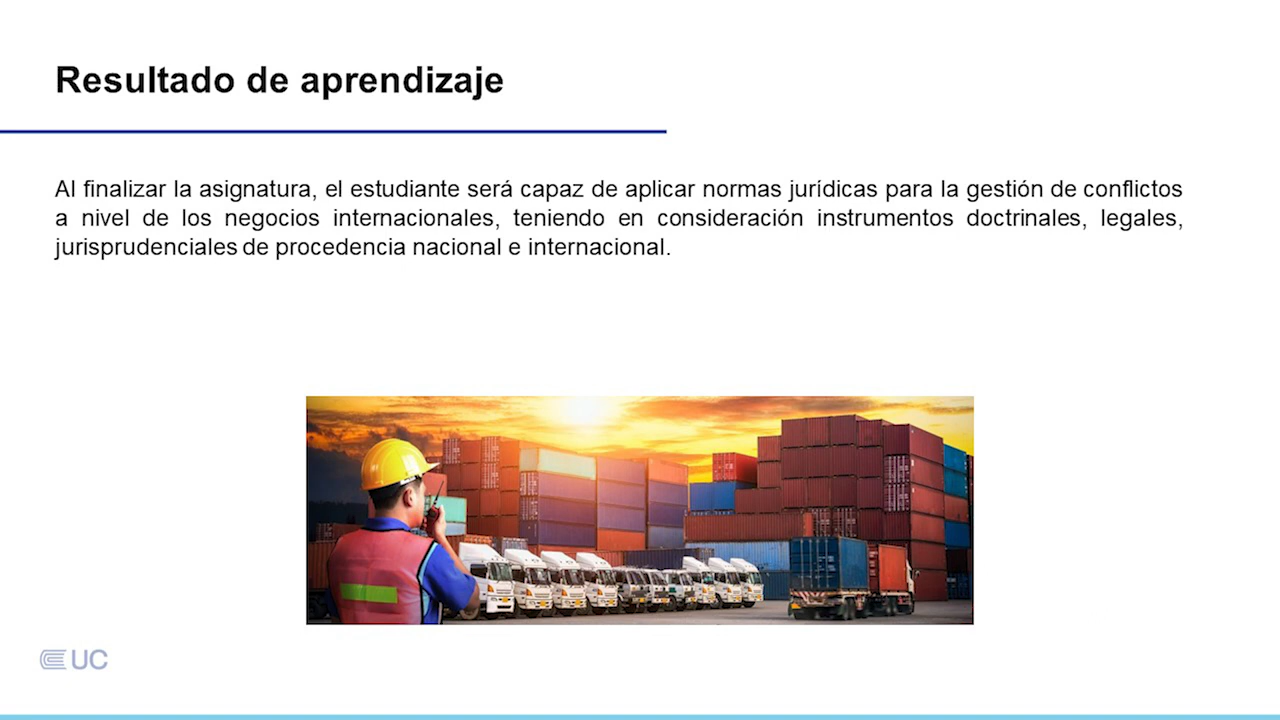 Resultado de aprendizaje
Al finalizar la asignatura, el estudiante será capaz de aplicar normas jurídicas para la gestión de conflictos
a nivel de los negocios internacionales, teniendo en consideración instrumentos doctrinales, legales,
jurisprudenciales de procedencia nacional e internacional.
UC